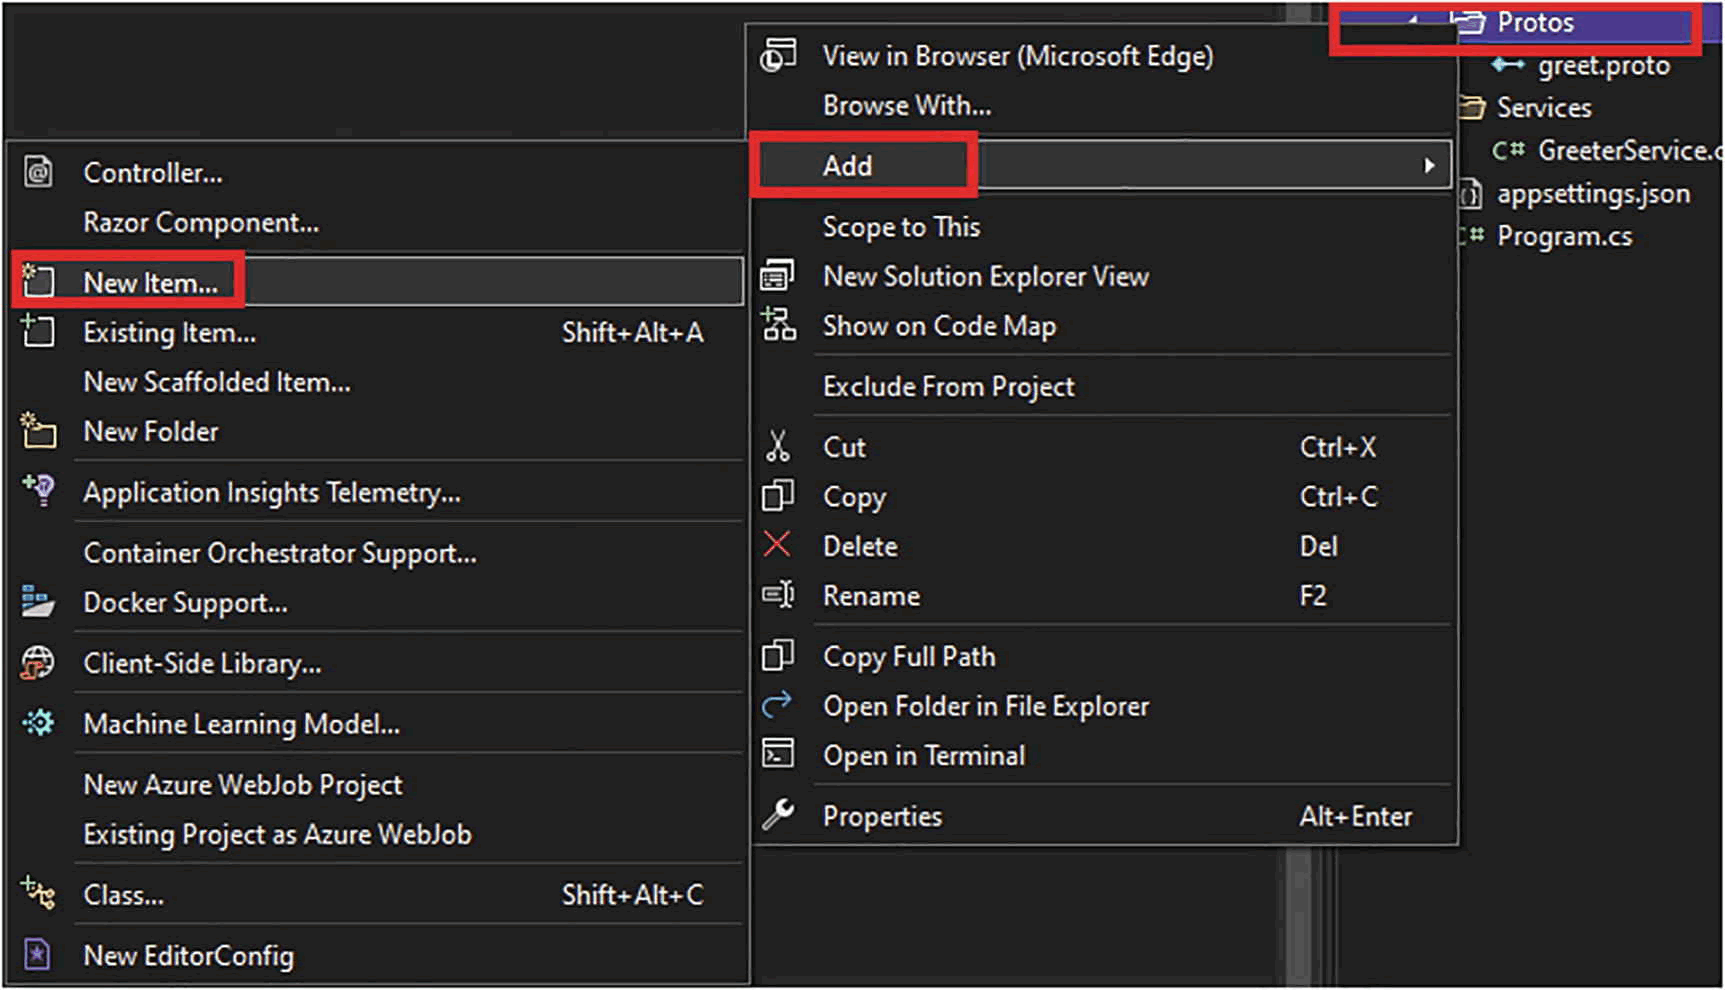 Protos
greet.proto
Services
C# GreeterService.c
appsettings.json
C# Program.cs
View in Browser (Microsoft Edge)
Browse With...
Add
Scope to This
New Solution Explorer View
Show on Code Map
Exclude From Project
Cut Ctrl+X
Copy Ctrl+C
Delete Del
Rename F2
Copy Full Path
Open Folder in File Explorer
Open in Terminal
Properties Alt+Enter
Controller...
Razor Component...
New Item...
Existing Item... Shift+Alt+A
New Scaffolded Item...
New Folder
Application Insights Telemetry...
Container Orchestrator Support...
Docker Support...
Client-Side Library...
Machine Learning Model...
New Azure WebJob Project
Existing Project as Azure WebJob
Class... Shift+Alt+C
New EditorConfig